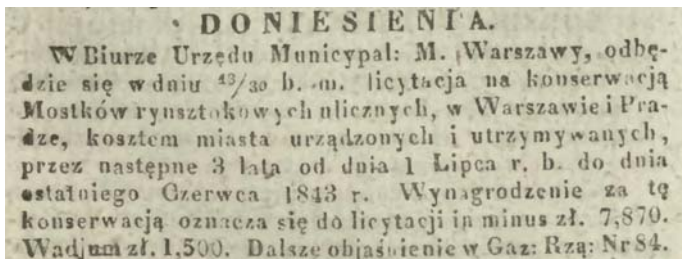 DONIESIENIA.
W Biurze Urzędu Municypal: M. Warszawy, odbę-
dzie się w dniu 18/30 b. m. licytacja na konserwacją
Mostków rynsztokowych ulicznych, w Warszawie i Pra-
dze, kosztem miasta urządzonych i utrzymywanych,
przez następne 3 lata od dnia 1 Lipca r. b. do dnia
ostatniego Czerwca 1843 r. Wynagrodzenie za tę
konserwacją oznacza się do licytacji in minus zł. 7,870.
Wadjum zł. 1,500. Dalsze objaśnienie w Gaz: Rzą: Nr 84.